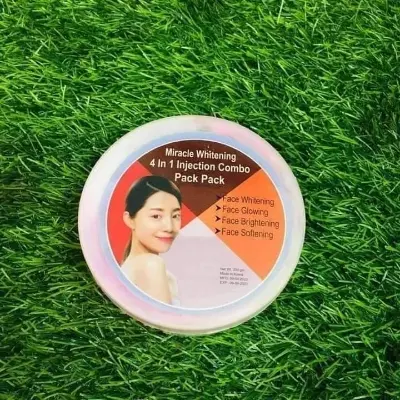 Miracle Whitening
4 In 1 Injection Combo
Pack Pack
Face Whitening
Face Glowing
Face Brightening
Face Softening